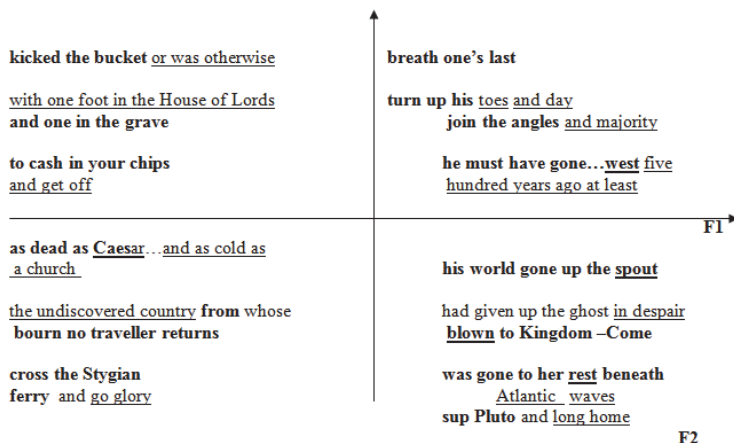 kicked the bucket or was otherwise
with one foot in the House of Lords
and one in the grave
to cash in your chips
and get off
breath one's last
turn up his toes and day
join the angles and majority
he must have gone…west five
hundred years ago at least
F1
as dead as Caesar…and as cold as
a church
the undiscovered country from whose
bourn no traveller returns
cross the Stygian
ferry and go glory
his world gone up the spout
had given up the ghost in despair
blown to Kingdom –Come
was gone to her rest beneath
Atlantic waves
sup Pluto and long home
F2